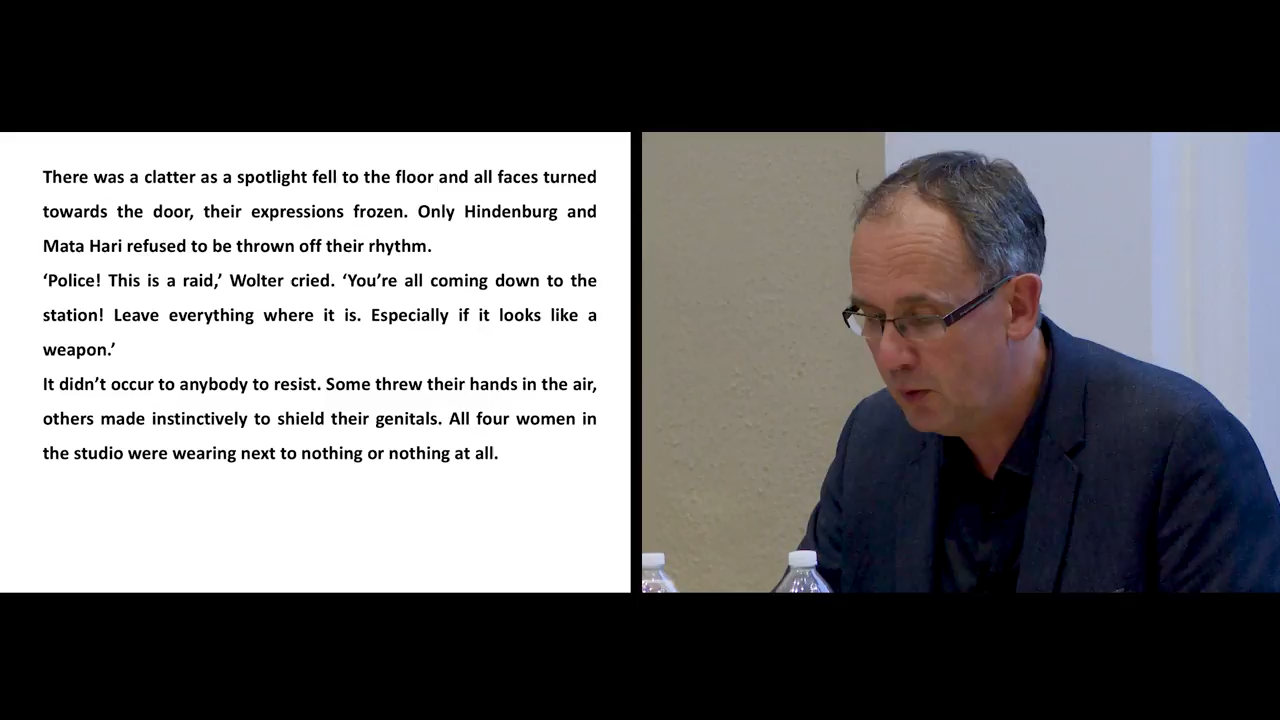 There was a clatter as a spotlight fell to the floor and all faces turned
towards the door, their expressions frozen. Only Hindenburg and
Mata Hari refused to be thrown off their rhythm.
‘Police! This is a raid,’ Wolter cried. ‘You’re all coming down to the
station! Leave everything where it is. Especially if it looks like a
weapon.’
It didn’t occur to anybody to resist. Some threw their hands in the air,
others made instinctively to shield their genitals. All four women in
the studio were wearing next to nothing or nothing at all.